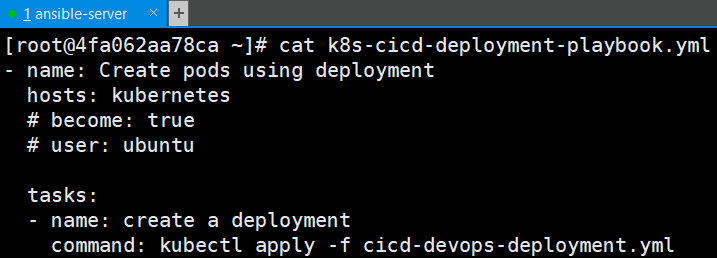 1 ansible-server × +
[root@4fa062aa78ca ~]# cat k8s-cicd-deployment-playbook.yml
- name: Create pods using deployment
  hosts: kubernetes
  # become: true
  # user: ubuntu

  tasks:
  - name: create a deployment
    command: kubectl apply -f cicd-devops-deployment.yml